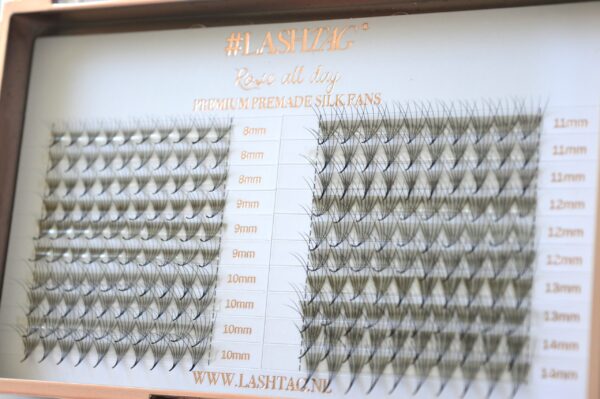 #LASHTAG®
Rosé all day
PREMIUM PREMADE SILK FANS
8mm
8mm
8mm
9mm
9mm
9mm
10mm
10mm
10mm
10mm
11mm
11mm
11mm
12mm
12mm
12mm
13mm
13mm
14mm
14mm
WWW.LASHTAG.NL